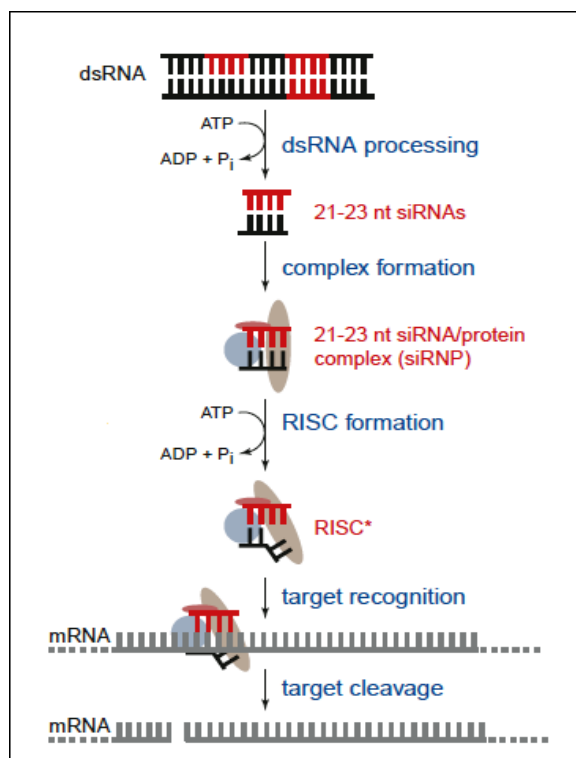 dsRNA
ATP
ADP + Pi
dsRNA processing
21-23 nt siRNAs
complex formation
21-23 nt siRNA/protein
complex (siRNP)
ATP
ADP + Pi
RISC formation
RISC*
target recognition
mRNA
target cleavage
mRNA